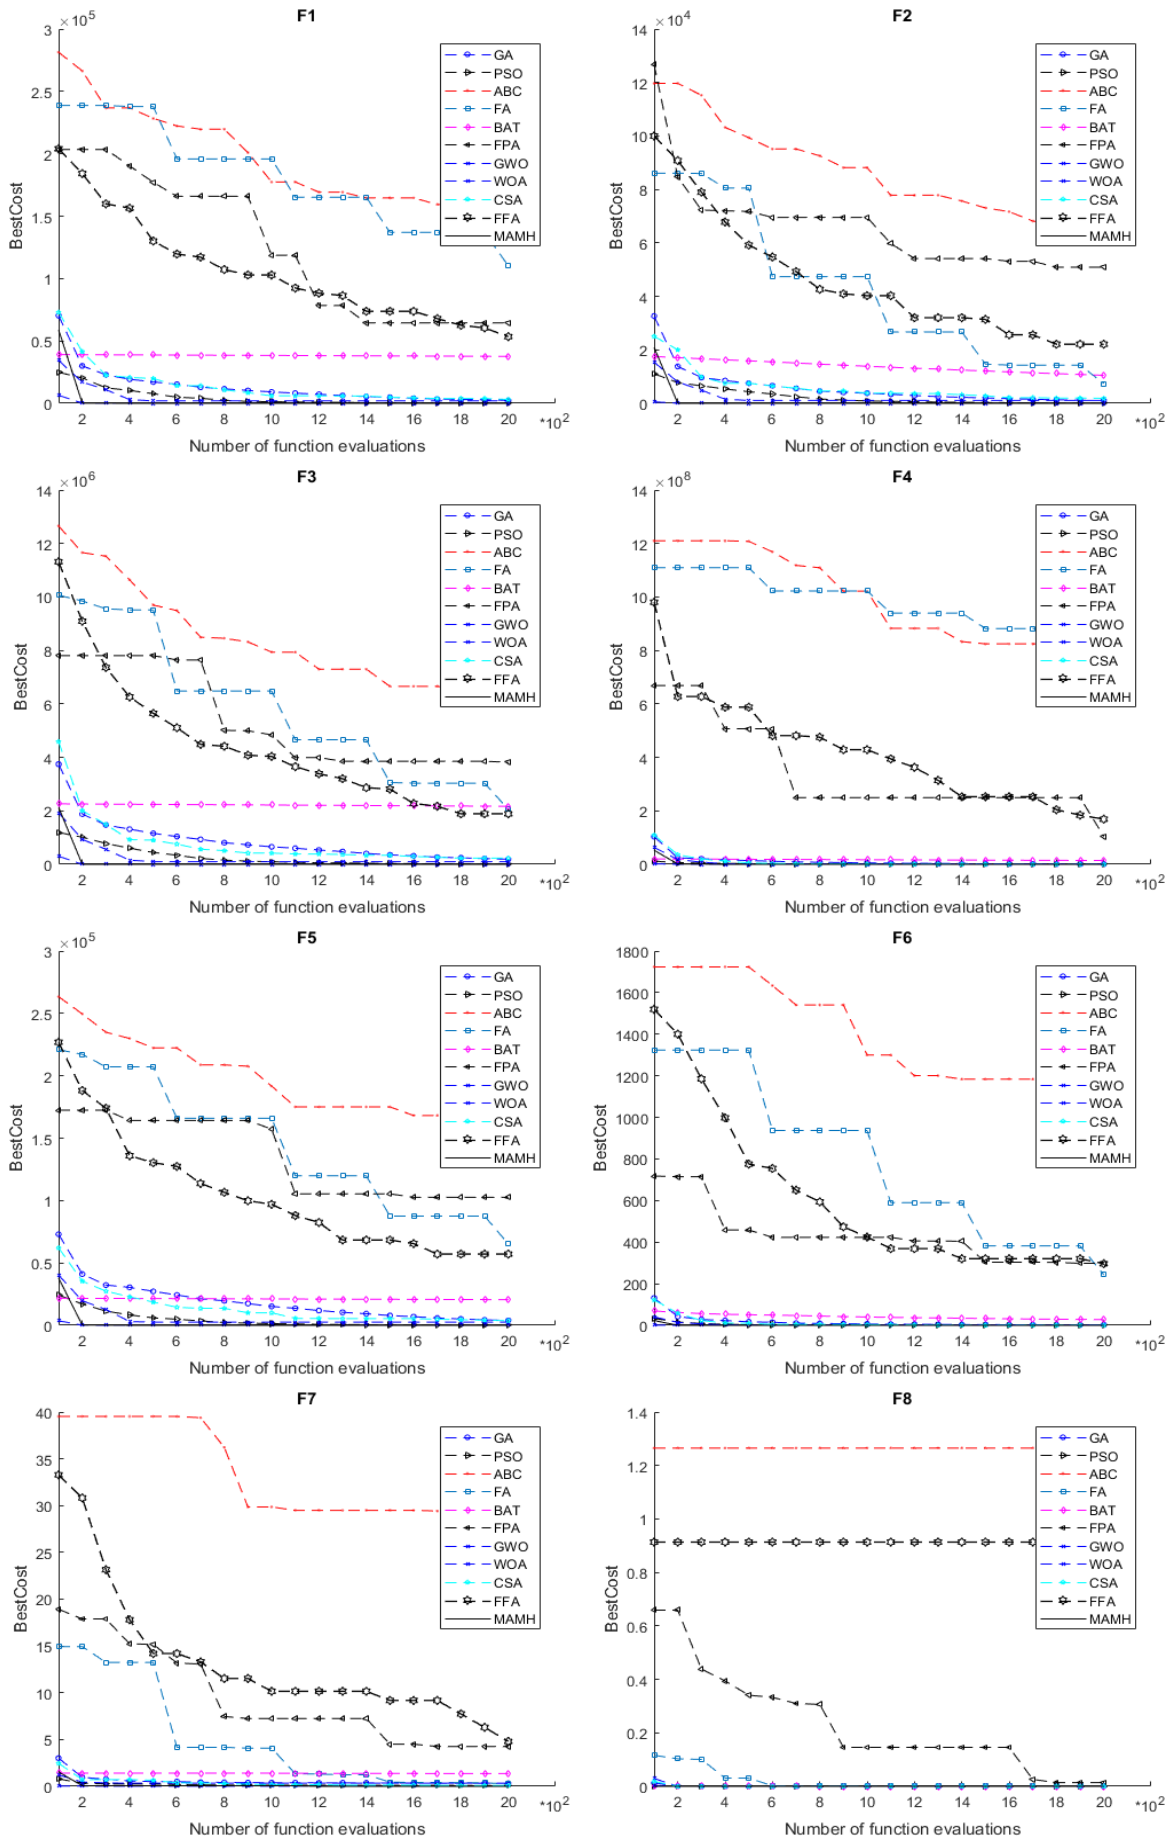 F1
×10^5
3
2.5
2
1.5
1
0.5
0
BestCost
2 4 6 8 10 12 14 16 18 20
*10^2
Number of function evaluations
GA
PSO
ABC
FA
BAT
FPA
GWO
WOA
CSA
FFA
MAMH
F2
×10^4
14
12
10
8
6
4
2
0
BestCost
2 4 6 8 10 12 14 16 18 20
*10^2
Number of function evaluations
GA
PSO
ABC
FA
BAT
FPA
GWO
WOA
CSA
FFA
MAMH
F3
×10^6
14
12
10
8
6
4
2
0
BestCost
2 4 6 8 10 12 14 16 18 20
*10^2
Number of function evaluations
GA
PSO
ABC
FA
BAT
FPA
GWO
WOA
CSA
FFA
MAMH
F4
×10^8
14
12
10
8
6
4
2
0
BestCost
2 4 6 8 10 12 14 16 18 20
*10^2
Number of function evaluations
GA
PSO
ABC
FA
BAT
FPA
GWO
WOA
CSA
FFA
MAMH
F5
×10^5
3
2.5
2
1.5
1
0.5
0
BestCost
2 4 6 8 10 12 14 16 18 20
*10^2
Number of function evaluations
GA
PSO
ABC
FA
BAT
FPA
GWO
WOA
CSA
FFA
MAMH
F6
1800
1600
1400
1200
1000
800
600
400
200
0
BestCost
2 4 6 8 10 12 14 16 18 20
*10^2
Number of function evaluations
GA
PSO
ABC
FA
BAT
FPA
GWO
WOA
CSA
FFA
MAMH
F7
40
35
30
25
20
15
10
5
0
BestCost
2 4 6 8 10 12 14 16 18 20
*10^2
Number of function evaluations
GA
PSO
ABC
FA
BAT
FPA
GWO
WOA
CSA
FFA
MAMH
F8
1.4
1.2
1
0.8
0.6
0.4
0.2
0
BestCost
2 4 6 8 10 12 14 16 18 20
*10^2
Number of function evaluations
GA
PSO
ABC
FA
BAT
FPA
GWO
WOA
CSA
FFA
MAMH